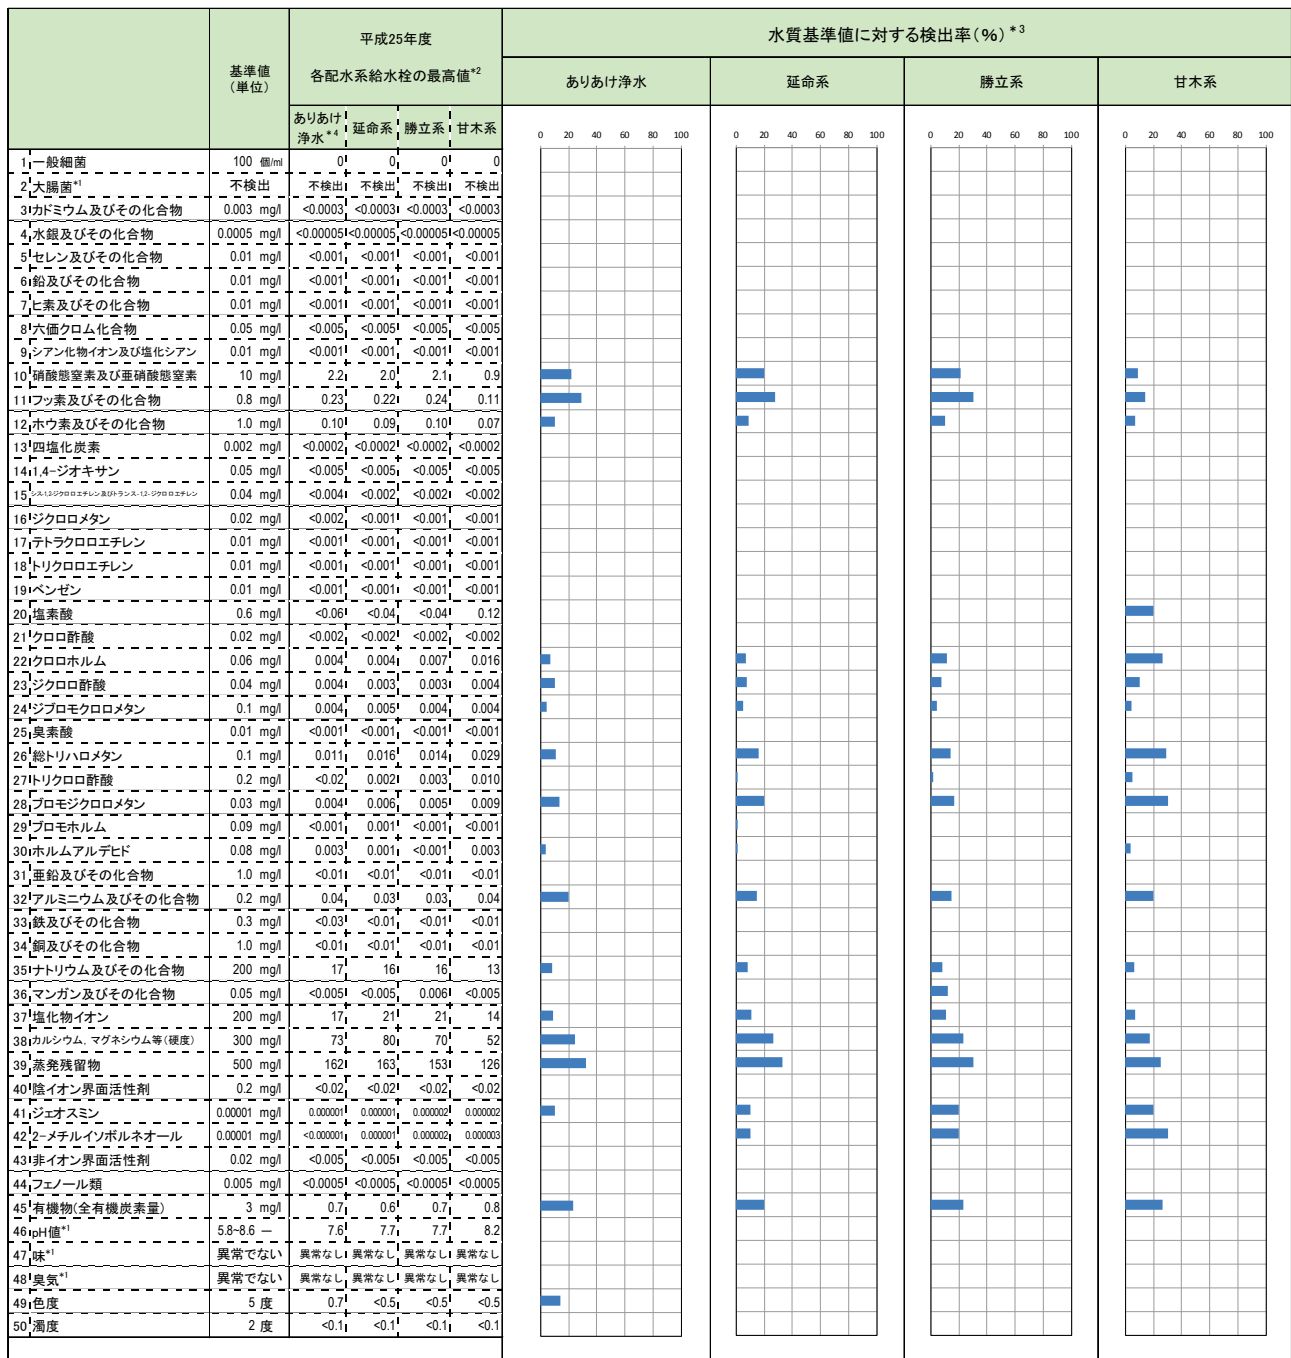 平成25年度
水質基準値に対する検出率(%)*3
基準値
(単位)
各配水系給水栓の最高値*2
ありあけ浄水 延命系 勝立系 甘木系
ありあけ
浄水*4 延命系 勝立系 甘木系
0 20 40 60 80 100 0 20 40 60 80 100 0 20 40 60 80 100 0 20 40 60 80 100
1 一般細菌 100 個/ml 0 0 0 0
2 大腸菌*1 不検出 不検出 不検出 不検出 不検出
3 カドミウム及びその化合物 0.003 mg/l <0.0003 <0.0003 <0.0003 <0.0003
4 水銀及びその化合物 0.0005 mg/l <0.00005 <0.00005 <0.00005 <0.00005
5 セレン及びその化合物 0.01 mg/l <0.001 <0.001 <0.001 <0.001
6 鉛及びその化合物 0.01 mg/l <0.001 <0.001 <0.001 <0.001
7 ヒ素及びその化合物 0.01 mg/l <0.001 <0.001 <0.001 <0.001
8 六価クロム化合物 0.05 mg/l <0.005 <0.005 <0.005 <0.005
9 シアン化物イオン及び塩化シアン 0.01 mg/l <0.001 <0.001 <0.001 <0.001
10 硝酸態窒素及び亜硝酸態窒素 10 mg/l 2.2 2.0 2.1 0.9
11 フッ素及びその化合物 0.8 mg/l 0.23 0.22 0.24 0.11
12 ホウ素及びその化合物 1.0 mg/l 0.10 0.09 0.10 0.07
13 四塩化炭素 0.002 mg/l <0.0002 <0.0002 <0.0002 <0.0002
14 1,4-ジオキサン 0.05 mg/l <0.005 <0.005 <0.005 <0.005
15 シス-1,2-ジクロロエチレン及びトランス-1,2-ジクロロエチレン 0.04 mg/l <0.004 <0.002 <0.002 <0.002
16 ジクロロメタン 0.02 mg/l <0.002 <0.001 <0.001 <0.001
17 テトラクロロエチレン 0.01 mg/l <0.001 <0.001 <0.001 <0.001
18 トリクロロエチレン 0.01 mg/l <0.001 <0.001 <0.001 <0.001
19 ベンゼン 0.01 mg/l <0.001 <0.001 <0.001 <0.001
20 塩素酸 0.6 mg/l <0.06 <0.04 <0.04 0.12
21 クロロ酢酸 0.02 mg/l <0.002 <0.002 <0.002 <0.002
22 クロロホルム 0.06 mg/l 0.004 0.004 0.007 0.016
23 ジクロロ酢酸 0.04 mg/l 0.004 0.003 0.003 0.004
24 ジブロモクロロメタン 0.1 mg/l 0.004 0.005 0.004 0.004
25 臭素酸 0.01 mg/l <0.001 <0.001 <0.001 <0.001
26 総トリハロメタン 0.1 mg/l 0.011 0.016 0.014 0.029
27 トリクロロ酢酸 0.2 mg/l <0.02 0.002 0.003 0.010
28 ブロモジクロロメタン 0.03 mg/l 0.004 0.006 0.005 0.009
29 ブロモホルム 0.09 mg/l <0.001 0.001 <0.001 <0.001
30 ホルムアルデヒド 0.08 mg/l 0.003 0.001 <0.001 0.003
31 亜鉛及びその化合物 1.0 mg/l <0.01 <0.01 <0.01 <0.01
32 アルミニウム及びその化合物 0.2 mg/l 0.04 0.03 0.03 0.04
33 鉄及びその化合物 0.3 mg/l <0.03 <0.01 <0.01 <0.01
34 銅及びその化合物 1.0 mg/l <0.01 <0.01 <0.01 <0.01
35 ナトリウム及びその化合物 200 mg/l 17 16 16 13
36 マンガン及びその化合物 0.05 mg/l <0.005 <0.005 0.006 <0.005
37 塩化物イオン 200 mg/l 17 21 21 14
38 カルシウム, マグネシウム等(硬度) 300 mg/l 73 80 70 52
39 蒸発残留物 500 mg/l 162 163 153 126
40 陰イオン界面活性剤 0.2 mg/l <0.02 <0.02 <0.02 <0.02
41 ジェオスミン 0.00001 mg/l 0.000001 0.000001 0.000002 0.000002
42 2-メチルイソボルネオール 0.00001 mg/l <0.000001 0.000001 0.000002 0.000003
43 非イオン界面活性剤 0.02 mg/l <0.005 <0.005 <0.005 <0.005
44 フェノール類 0.005 mg/l <0.0005 <0.0005 <0.0005 <0.0005
45 有機物(全有機炭素量) 3 mg/l 0.7 0.6 0.7 0.8
46 pH値*1 5.8~8.6 ー 7.6 7.7 7.7 8.2
47 味*1 異常でない 異常なし 異常なし 異常なし 異常なし
48 臭気*1 異常でない 異常なし 異常なし 異常なし 異常なし
49 色度 5 度 0.7 <0.5 <0.5 <0.5
50 濁度 2 度 <0.1 <0.1 <0.1 <0.1